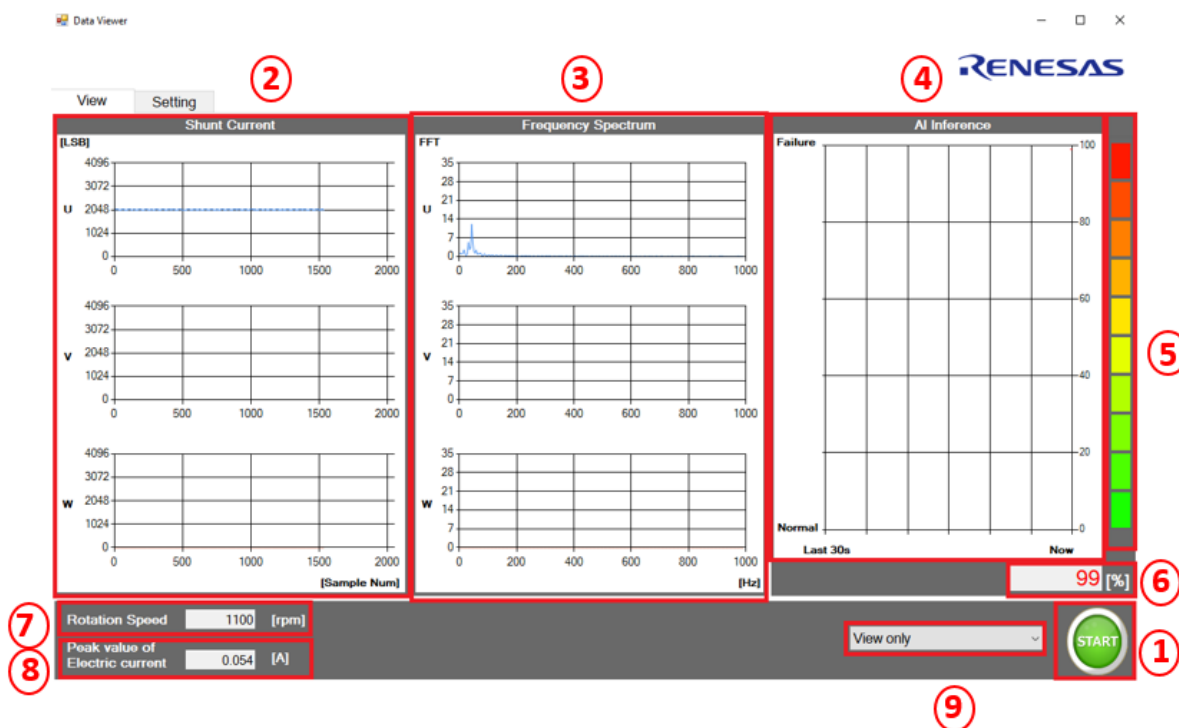 Data Viewer
RENESAS
② ③ ④
View Setting
Shunt Current
[LSB]
4096
3072
U 2048
1024
0
0 500 1000 1500 2000
4096
3072
V 2048
1024
0
0 500 1000 1500 2000
4096
3072
W 2048
1024
0
0 500 1000 1500 2000
[Sample Num]
Frequency Spectrum
FFT
35
28
U 21
14
7
0
0 200 400 600 800 1000
35
28
21
V 14
7
0
0 200 400 600 800 1000
35
28
21
W 14
7
0
0 200 400 600 800 1000
[Hz]
AI Inference
Failure 100
80
60
40
20
Normal 0
Last 30s Now
⑤
99 [%] ⑥
⑦ Rotation Speed 1100 [rpm]
⑧ Peak value of
Electric current 0.054 [A]
View only
START ①
⑨